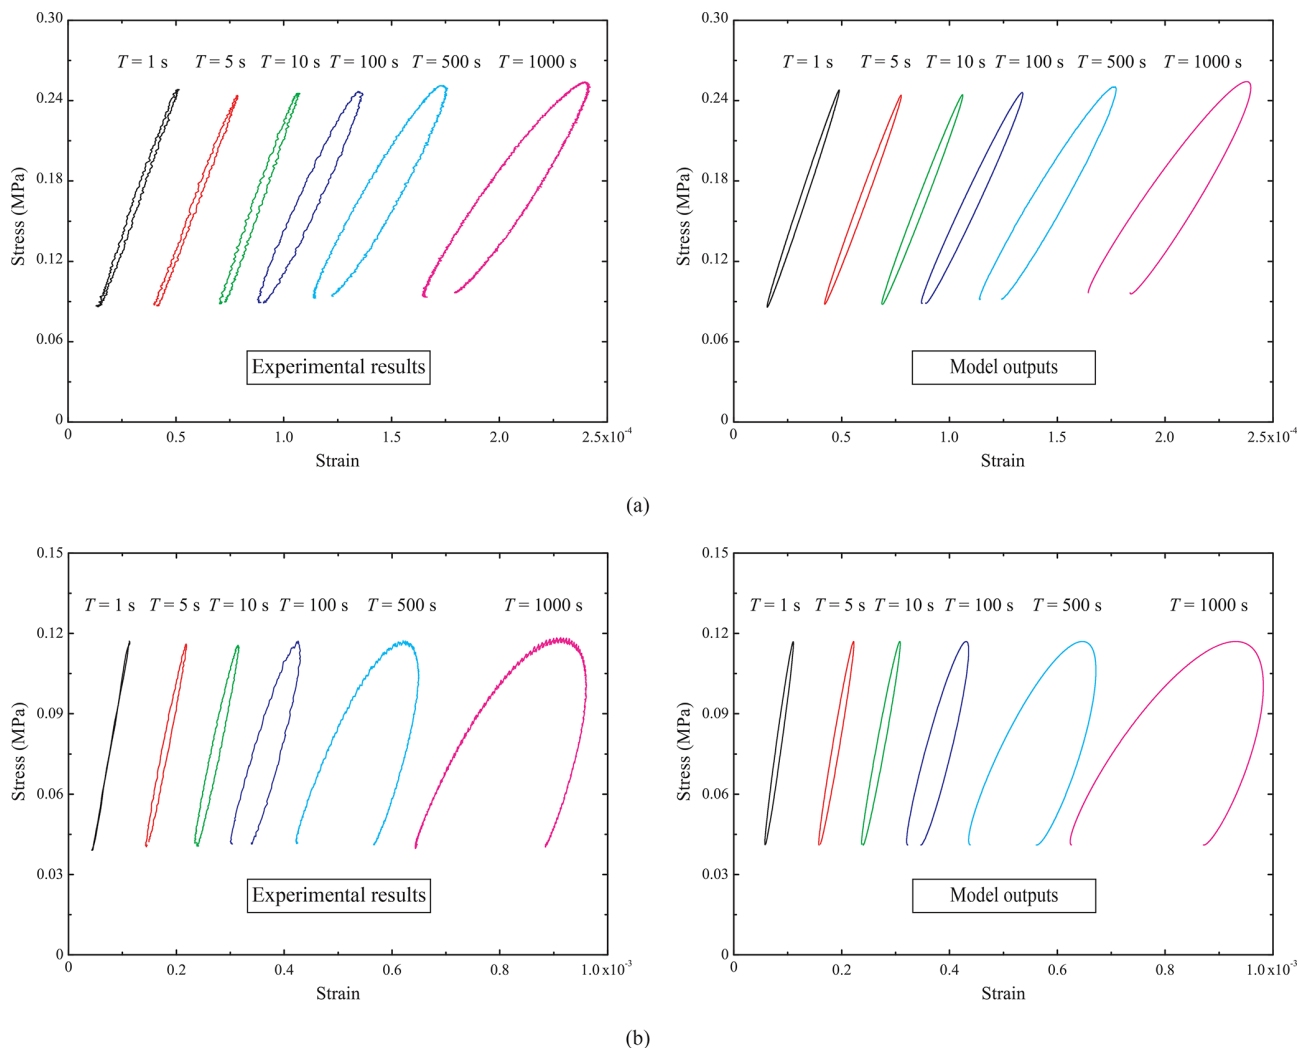 0.30
T = 1 s T = 5 s T = 10 s T = 100 s T = 500 s T = 1000 s
0.24
0.18
Stress (MPa)
0.12
0.06
Experimental results
0
0 0.5 1.0 1.5 2.0 2.5x10-4
Strain
0.30
T = 1 s T = 5 s T = 10 s T = 100 s T = 500 s T = 1000 s
0.24
0.18
Stress (MPa)
0.12
0.06
Model outputs
0
0 0.5 1.0 1.5 2.0 2.5x10-4
Strain
(a)
0.15
T = 1 s T = 5 s T = 10 s T = 100 s T = 500 s T = 1000 s
0.12
0.09
Stress (MPa)
0.06
0.03
Experimental results
0
0 0.2 0.4 0.6 0.8 1.0x10-3
Strain
0.15
T = 1 s T = 5 s T = 10 s T = 100 s T = 500 s T = 1000 s
0.12
0.09
Stress (MPa)
0.06
0.03
Model outputs
0
0 0.2 0.4 0.6 0.8 1.0x10-3
Strain
(b)